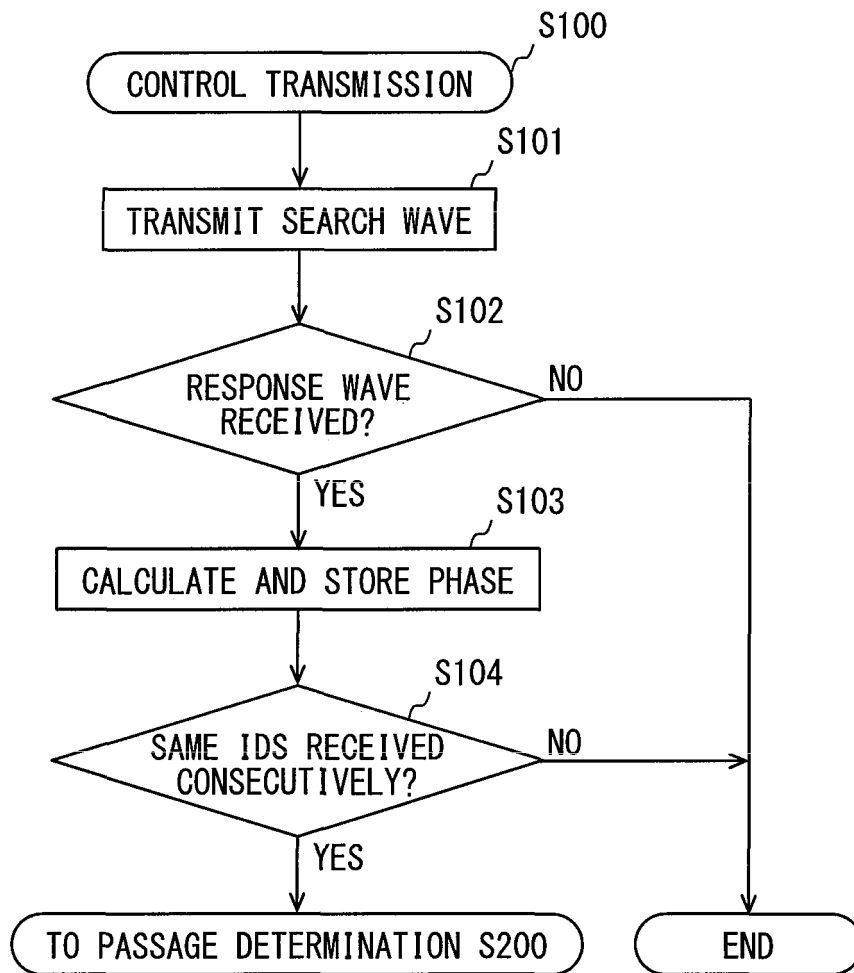 S100
CONTROL TRANSMISSION
S101
TRANSMIT SEARCH WAVE
S102
RESPONSE WAVE
RECEIVED?
NO
YES
S103
CALCULATE AND STORE PHASE
S104
SAME IDS RECEIVED
CONSECUTIVELY?
NO
YES
TO PASSAGE DETERMINATION S200
END